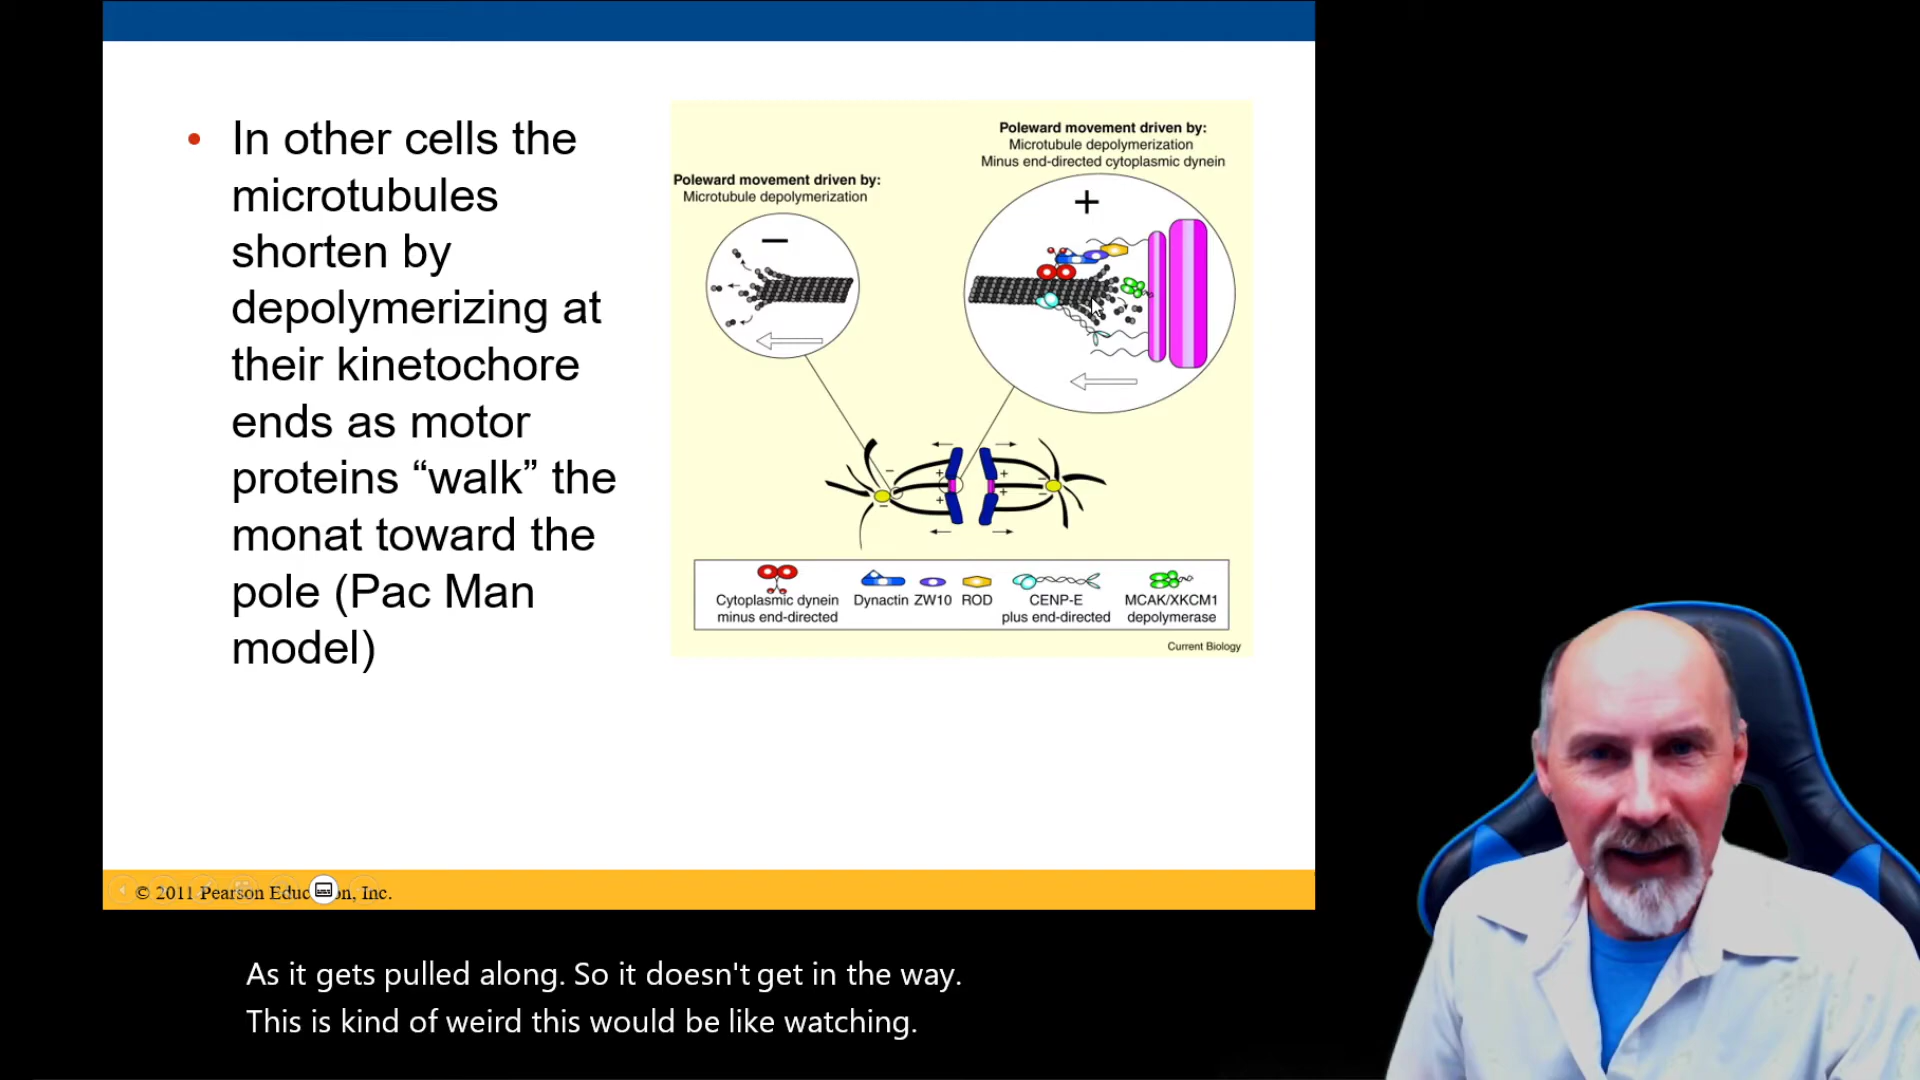 • In other cells the
microtubules
shorten by
depolymerizing at
their kinetochore
ends as motor
proteins “walk” the
monat toward the
pole (Pac Man
model)
Poleward movement driven by:
Microtubule depolymerization
−
Poleward movement driven by:
Microtubule depolymerization
Minus end-directed cytoplasmic dynein
+
− + + −
− + + −
Cytoplasmic dynein
minus end-directed
Dynactin
ZW10
ROD
CENP-E
plus end-directed
MCAK/XKCM1
depolymerase
Current Biology
© 2011 Pearson Educ on, Inc.
As it gets pulled along. So it doesn't get in the way.
This is kind of weird this would be like watching.